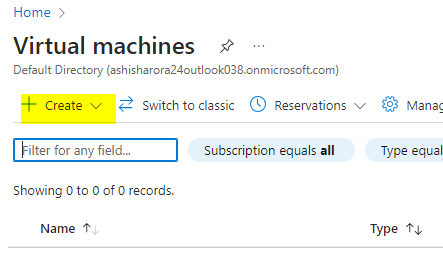 Home
Virtual machines
Default Directory (ashisharora24outlook038.onmicrosoft.com)
Create Switch to classic Reservations Manag
Filter for any field... Subscription equals all Type equal
Showing 0 to 0 of 0 records.
Name Type